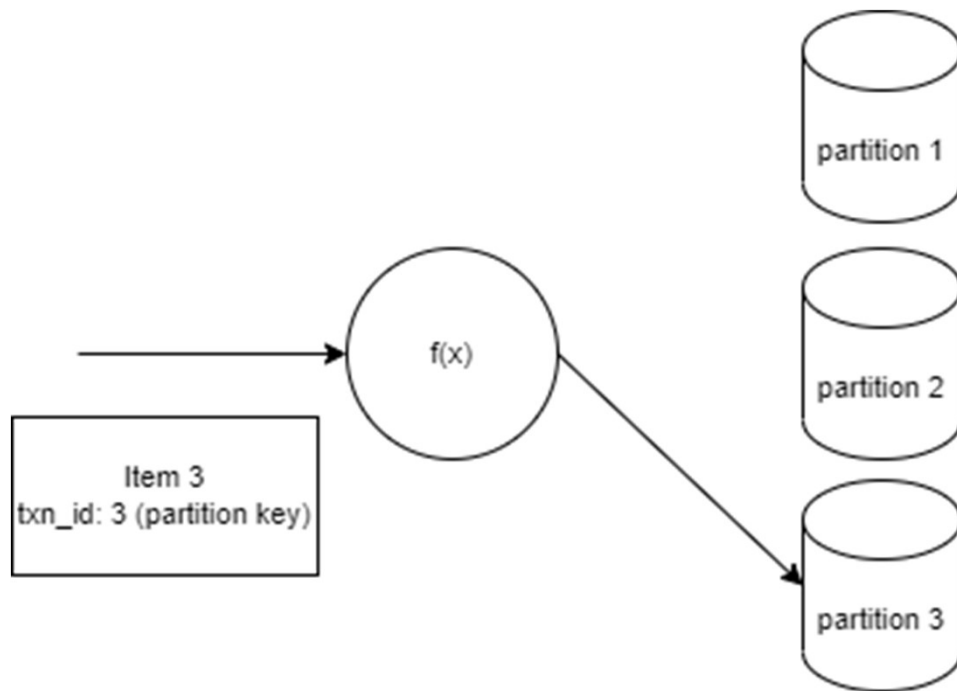 partition 1
f(x)
partition 2
Item 3
txn_id: 3 (partition key)
partition 3